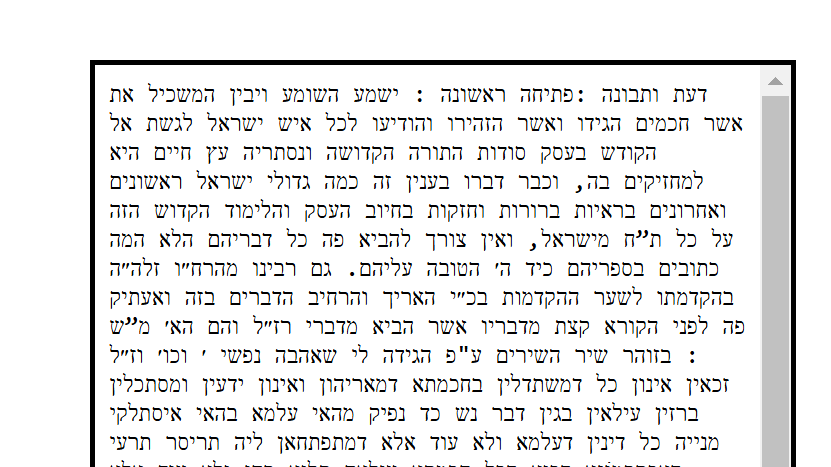 דעת ותבונה :פתיחה ראשונה : ישמע השומע ויבין המשכיל את
אשר חכמים הגידו ואשר הזהירו והודיעו לכל איש ישראל לגשת אל
הקודש בעסק סודות התורה הקדושה ונסתריה עץ חיים היא
למחזיקים בה, וכבר דברו בענין זה כמה גדולי ישראל ראשונים
ואחרונים בראיות ברורות וחזקות בחיוב העסק והלימוד הקדוש הזה
על כל ת”ח מישראל, ואין צורך להביא פה כל דבריהם הלא המה
כתובים בספריהם כיד ה׳ הטובה עליהם. גם רבינו מהרח״ו זלה״ה
בהקדמתו לשער ההקדמות בכ״י האריך והרחיב הדברים בזה ואעתיק
פה לפני הקורא קצת מדבריו אשר הביא מדברי רז״ל והם הא׳ מ”ש
בזוהר שיר השירים ע"פ הגידה לי שאהבה נפשי ׳ וכו׳ וז״ל :
זכאין אינון כל דמשתדלין בחכמתא דמאריהון ואינון ידעין ומסתכלין
ברזין עילאין בגין דבר נש כד נפיק מהאי עלמא בהאי איסתלקי
מנייה כל דינין דעלמא ולא עוד אלא דמתפתחאן ליה תריסר תרעי